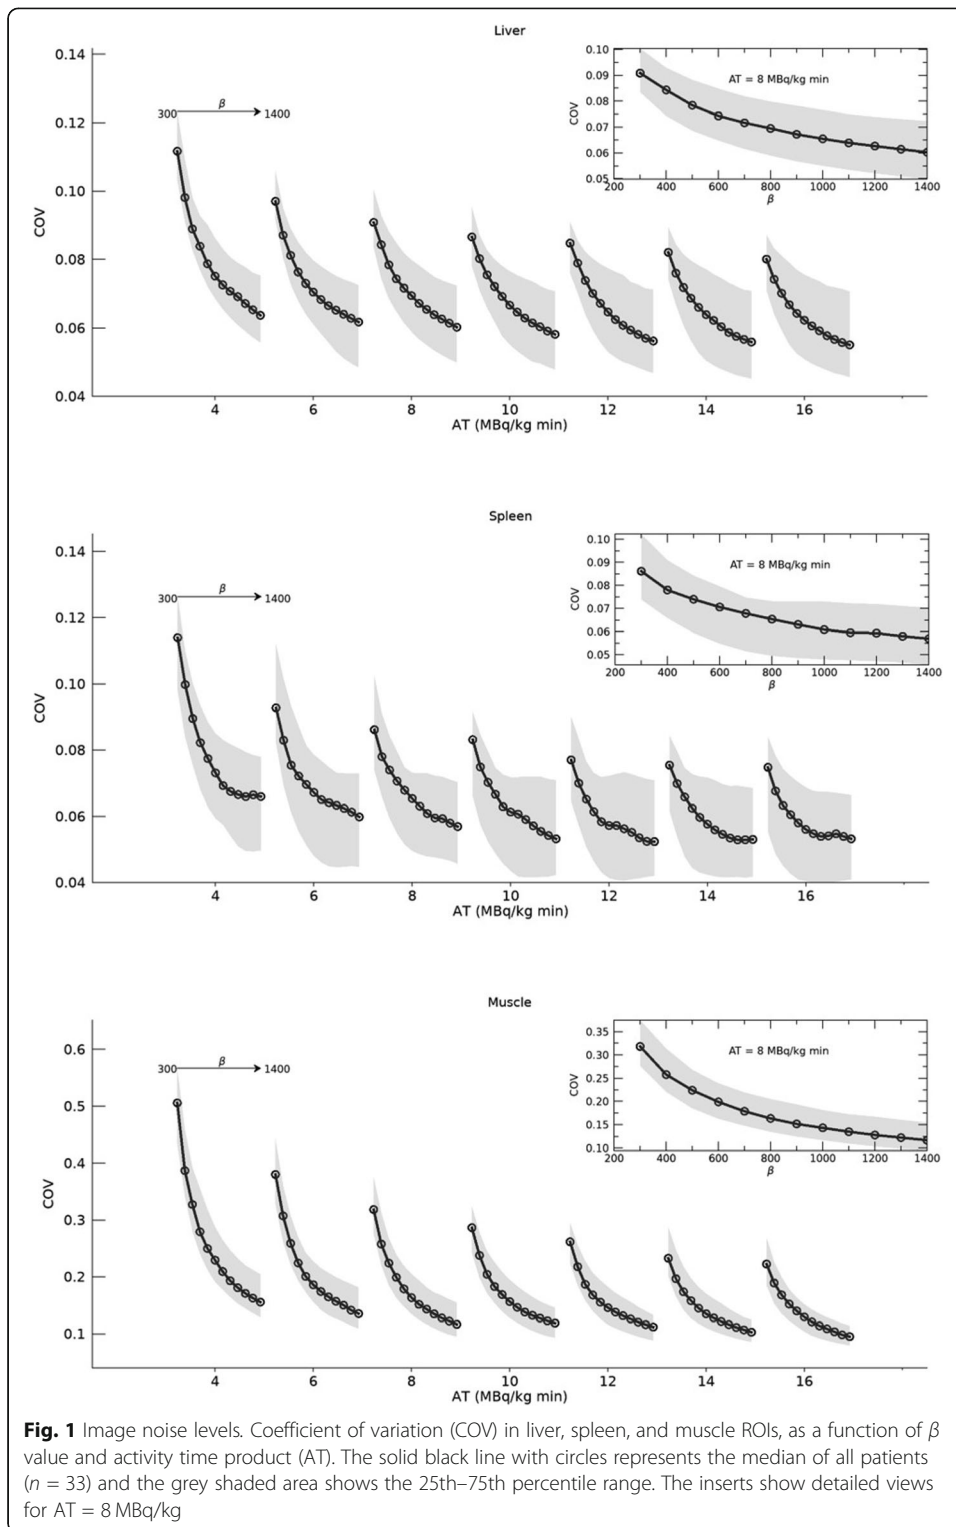 Liver
0.14
0.12
0.10
0.08
0.06
0.04
COV
β
300 1400
4 6 8 10 12 14 16
AT (MBq/kg min)
0.10
0.09
0.08
0.07
0.06
0.05
COV
AT = 8 MBq/kg min
200 400 600 800 1000 1200 1400
β
Spleen
0.14
0.12
0.10
0.08
0.06
0.04
COV
β
300 1400
4 6 8 10 12 14 16
AT (MBq/kg min)
0.10
0.09
0.08
0.07
0.06
0.05
COV
AT = 8 MBq/kg min
200 400 600 800 1000 1200 1400
β
Muscle
0.6
0.5
0.4
0.3
0.2
0.1
COV
β
300 1400
4 6 8 10 12 14 16
AT (MBq/kg min)
0.35
0.30
0.25
0.20
0.15
0.10
COV
AT = 8 MBq/kg min
200 400 600 800 1000 1200 1400
β
Fig. 1 Image noise levels. Coefficient of variation (COV) in liver, spleen, and muscle ROIs, as a function of β
value and activity time product (AT). The solid black line with circles represents the median of all patients
(n = 33) and the grey shaded area shows the 25th–75th percentile range. The inserts show detailed views
for AT = 8 MBq/kg